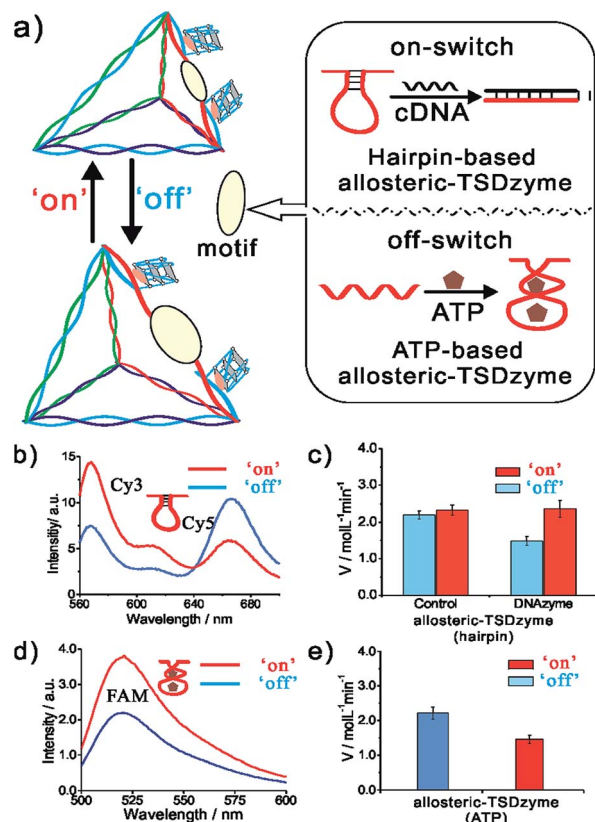 a)
'on'
'off'
motif
on-switch
cDNA
Hairpin-based
allosteric-TSDzyme
off-switch
ATP
ATP-based
allosteric-TSDzyme
b)
Intensitiy/ a.u.
15
10
5
0
Cy3
Cy5
'on'
'off'
560 600 640 680
Wavelength / nm
c)
V / molL⁻¹min⁻¹
4.0
3.0
2.0
1.0
0.0
'on'
'off'
Control DNAzyme
allosteric-TSDzyme
(hairpin)
d)
Intensity / a.u.
4.0
3.0
2.0
1.0
0.0
FAM
'on'
'off'
500 525 550 575 600
Wavelength / nm
e)
V / molL⁻¹min⁻¹
4.0
3.0
2.0
1.0
0.0
'on'
'off'
allosteric-TSDzyme
(ATP)